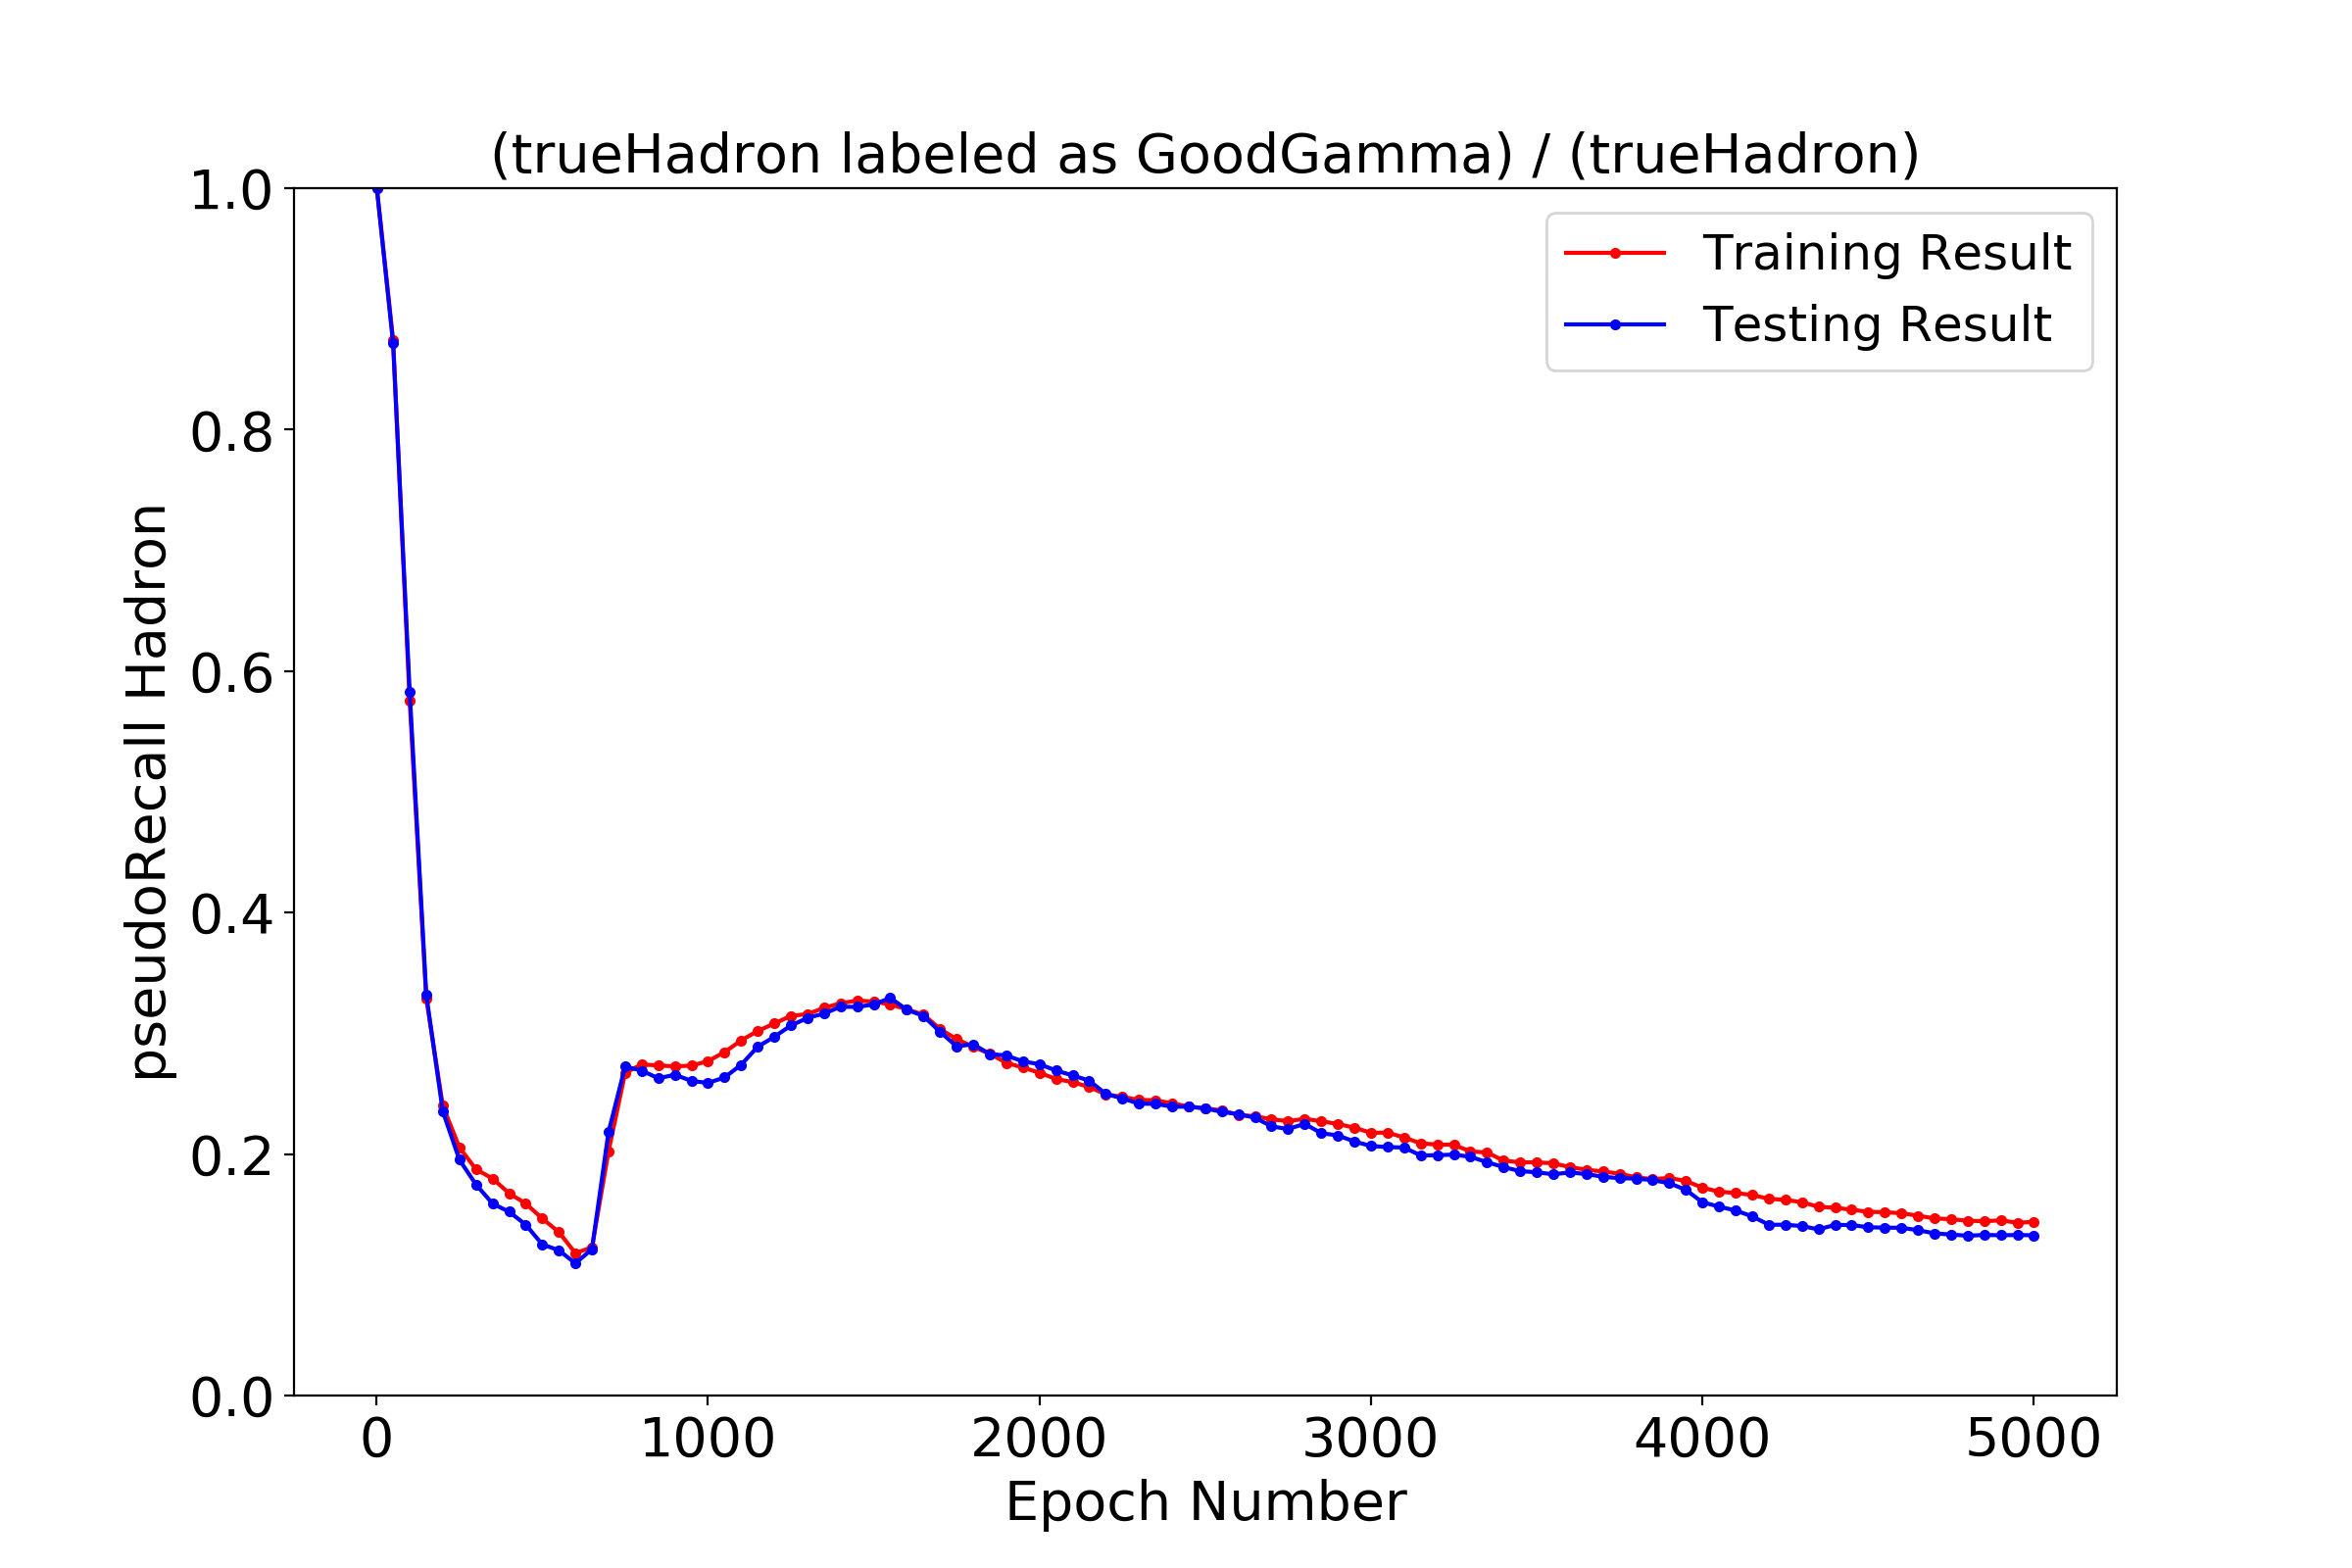 (trueHadron labeled as GoodGamma) / (trueHadron)
Training Result
Testing Result
pseudoRecall Hadron
1.0
0.8
0.6
0.4
0.2
0.0
0 1000 2000 3000 4000 5000
Epoch Number